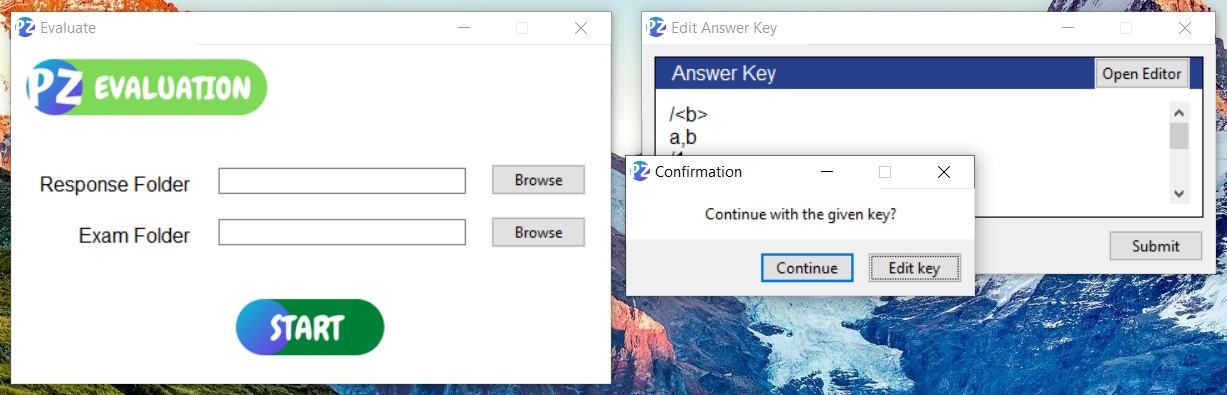 PZ Evaluate
PZ EVALUATION
Response Folder
Browse
Exam Folder
Browse
START
PZ Edit Answer Key
Answer Key
Open Editor
/<b>
a,b
PZ Confirmation
Continue with the given key?
Continue
Edit key
Submit